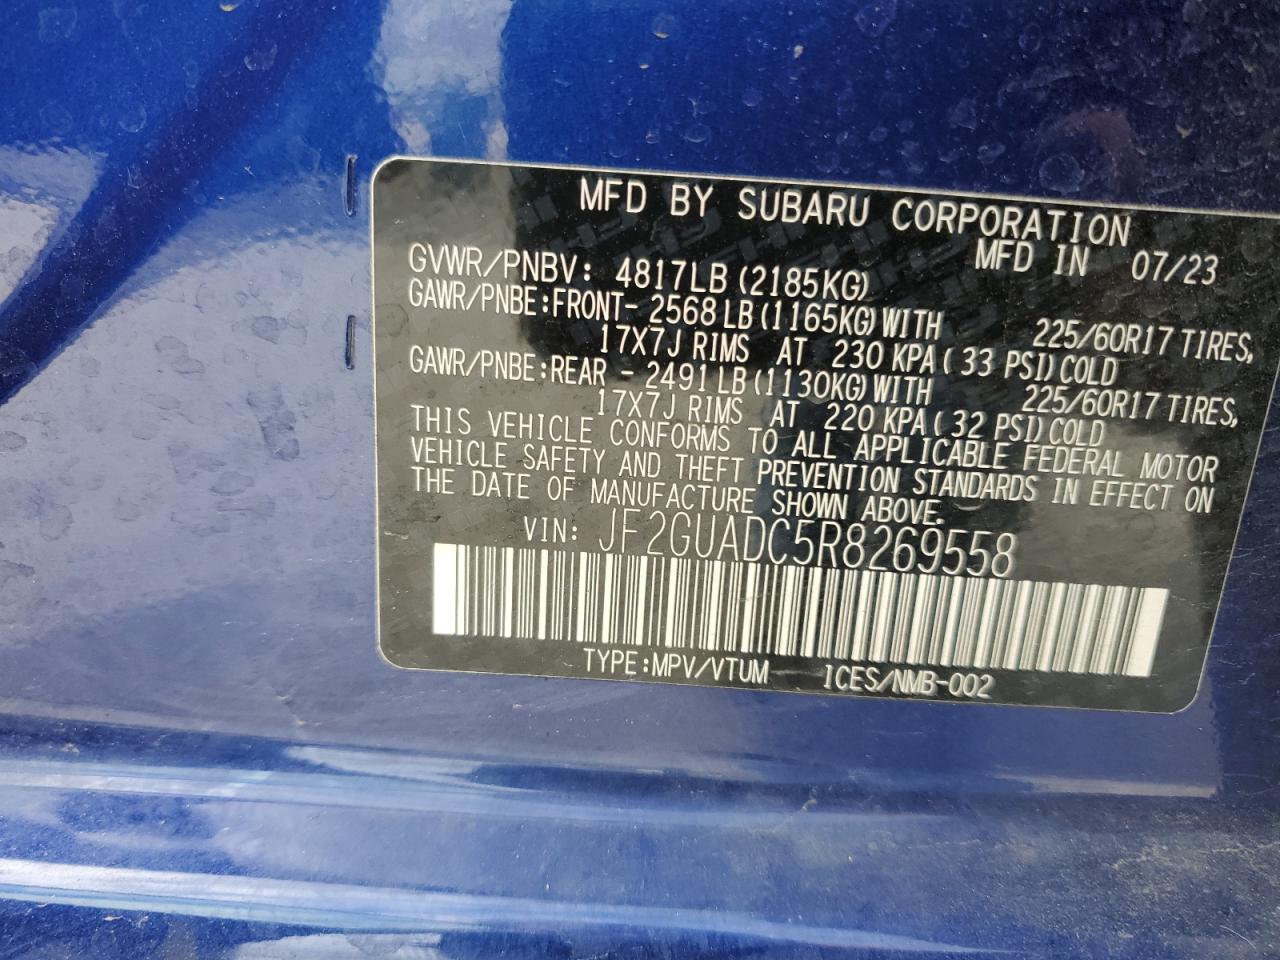 MFD BY SUBARU CORPORATION
MFD IN 07/23
GVWR/PNBV: 4817LB (2185KG)
GAWR/PNBE:FRONT- 2568 LB (1165KG) WITH 225/60R17 TIRES,
17X7J RIMS AT 230 KPA ( 33 PSI) COLD
GAWR/PNBE:REAR - 2491 LB (1130KG) WITH 225/60R17 TIRES,
17X7J RIMS AT 220 KPA ( 32 PSI) COLD
THIS VEHICLE CONFORMS TO ALL APPLICABLE FEDERAL MOTOR
VEHICLE SAFETY AND THEFT PREVENTION STANDARDS IN EFFECT ON
THE DATE OF MANUFACTURE SHOWN ABOVE.
VIN: JF2GUADC5R8269558
TYPE:MPV/VTUM ICES/NMB-002